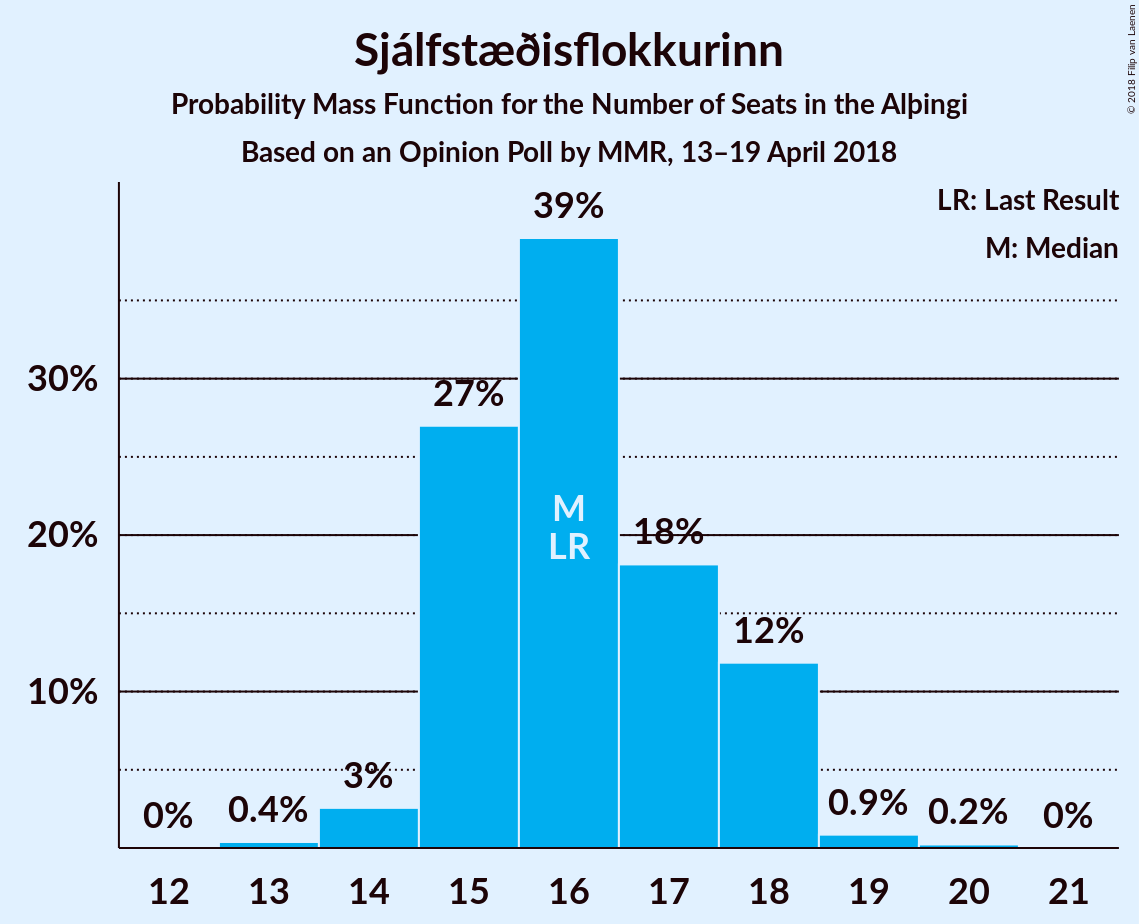 © 2018 Filip van Laenen
Sjálfstæðisflokkurinn
Probability Mass Function for the Number of Seats in the Alþingi
Based on an Opinion Poll by MMR, 13–19 April 2018
LR: Last Result
M: Median
39%
30%
27%
M
LR
20%
18%
12%
10%
3%
0%
0.4%
0.9%
0.2%
0%
12 13 14 15 16 17 18 19 20 21